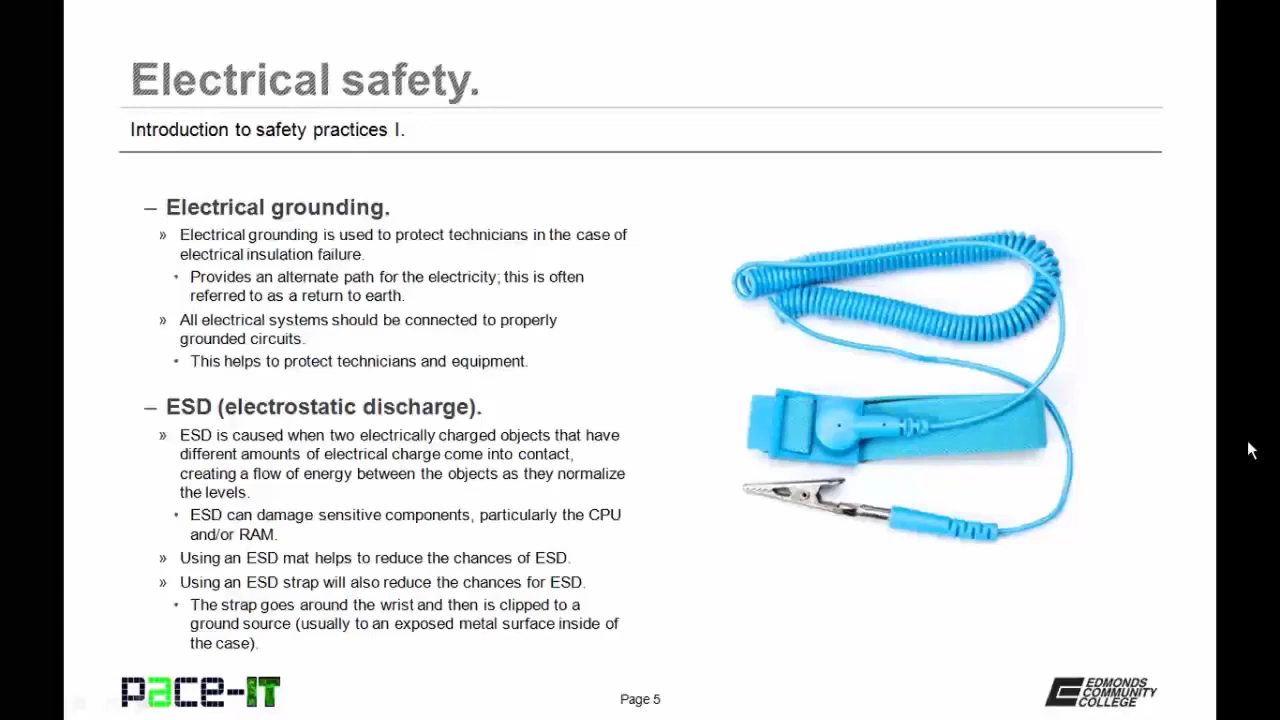 Electrical safety.
Introduction to safety practices I.
– Electrical grounding.
» Electrical grounding is used to protect technicians in the case of
electrical insulation failure.
• Provides an alternate path for the electricity; this is often
referred to as a return to earth.
» All electrical systems should be connected to properly
grounded circuits.
• This helps to protect technicians and equipment.
– ESD (electrostatic discharge).
» ESD is caused when two electrically charged objects that have
different amounts of electrical charge come into contact,
creating a flow of energy between the objects as they normalize
the levels.
• ESD can damage sensitive components, particularly the CPU
and/or RAM.
» Using an ESD mat helps to reduce the chances of ESD.
» Using an ESD strap will also reduce the chances for ESD.
• The strap goes around the wrist and then is clipped to a
ground source (usually to an exposed metal surface inside of
the case).
pace-IT
Page 5
EDMONDS
COMMUNITY
COLLEGE